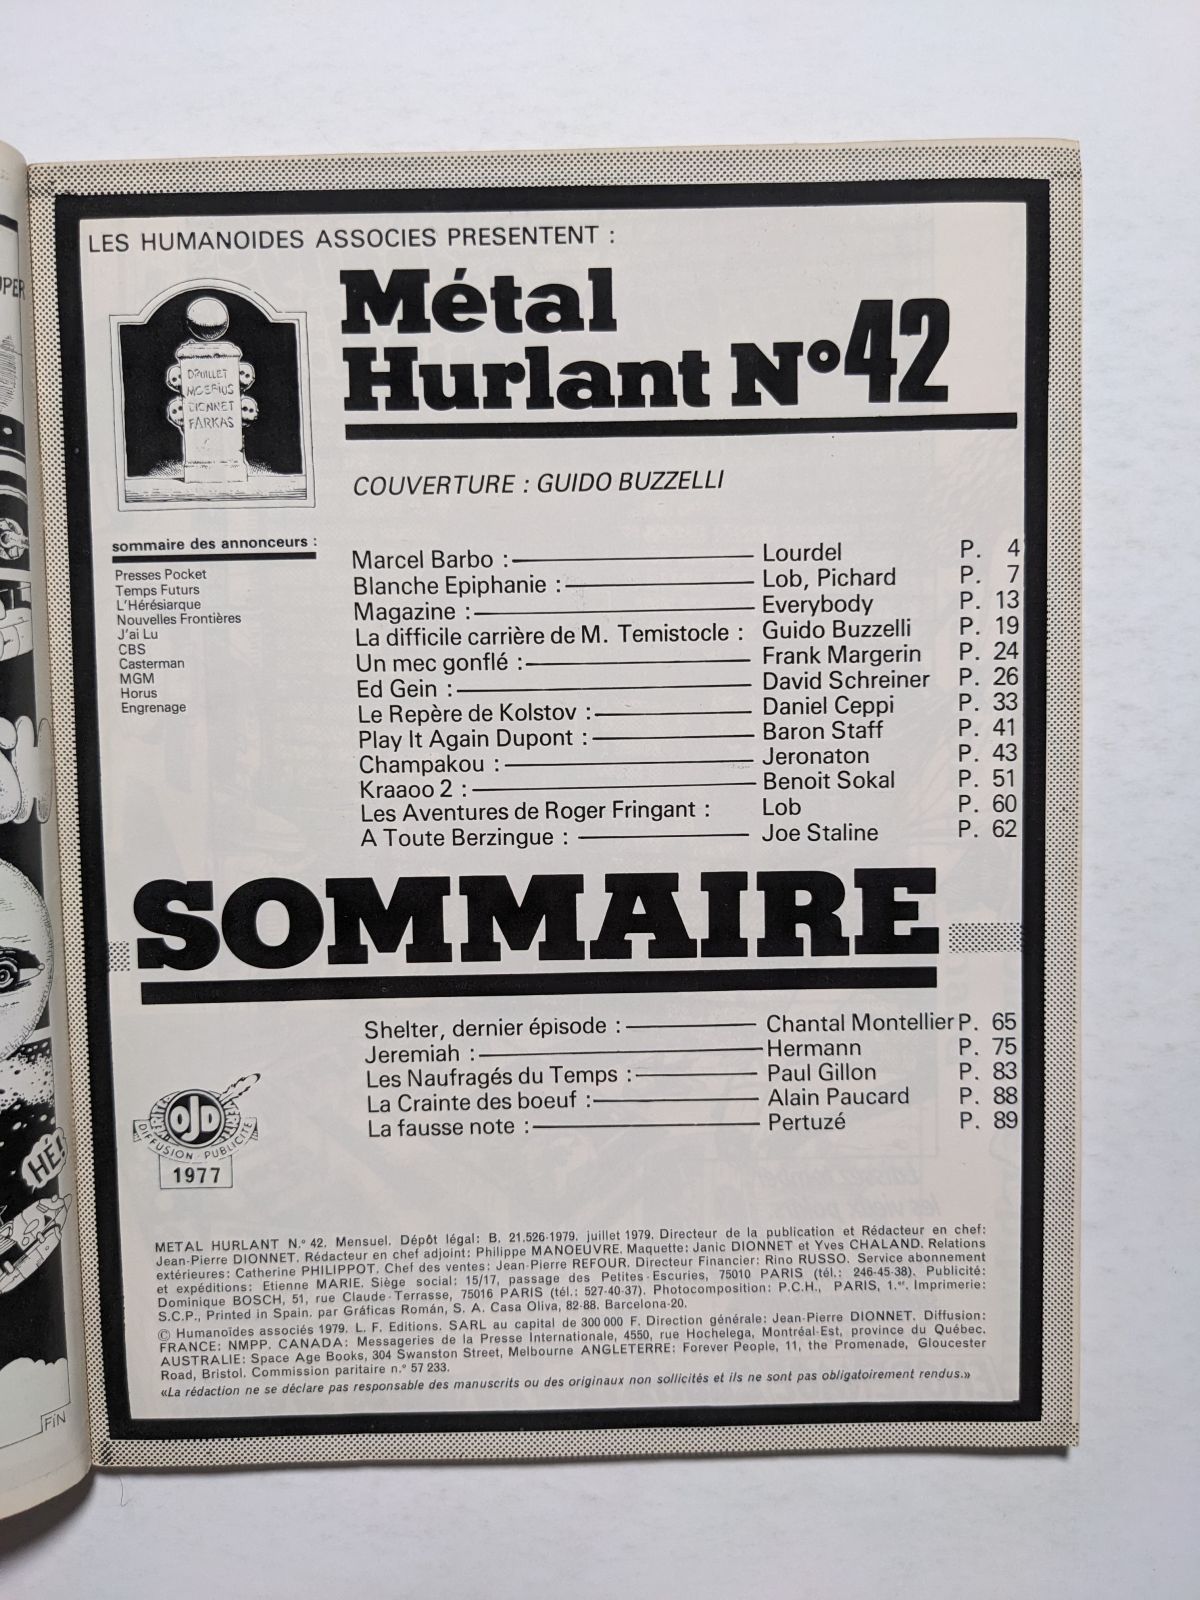 UPER
LES HUMANOIDES ASSOCIES PRESENTENT :
Métal
Hurlant Nº42
DRUILLET
MOEBIUS
DIONNET
FARKAS
COUVERTURE : GUIDO BUZZELLI
sommaire des annonceurs :
Presses Pocket
Temps Futurs
L'Hérésiarque
Nouvelles Frontières
J'ai Lu
CBS
Casterman
MGM
Horus
Engrenage
Marcel Barbo : Lourdel P. 4
Blanche Epiphanie : Lob, Pichard P. 7
Magazine : Everybody P. 13
La difficile carrière de M. Temistocle : Guido Buzzelli P. 19
Un mec gonflé : Frank Margerin P. 24
Ed Gein : David Schreiner P. 26
Le Repère de Kolstov : Daniel Ceppi P. 33
Play It Again Dupont : Baron Staff P. 41
Champakou : Jeronaton P. 43
Kraaoo 2 : Benoit Sokal P. 51
Les Aventures de Roger Fringant : Lob P. 60
A Toute Berzingue : Joe Staline P. 62
SOMMAIRE
Shelter, dernier épisode : Chantal Montellier P. 65
Jeremiah : Hermann P. 75
Les Naufragés du Temps : Paul Gillon P. 83
La Crainte des boeuf : Alain Paucard P. 88
La fausse note : Pertuzé P. 89
OJD
DIFFUSION - PUBLICITE
1977
HÉ!
METAL HURLANT N.º 42. Mensuel. Dépôt légal: B. 21.526-1979. juillet 1979. Directeur de la publication et Rédacteur en chef:
Jean-Pierre DIONNET. Rédacteur en chef adjoint: Philippe MANOEUVRE. Maquette: Janic DIONNET et Yves CHALAND. Relations
extérieures: Catherine PHILIPPOT. Chef des ventes: Jean-Pierre REFOUR. Directeur Financier: Rino RUSSO. Service abonnement
et expéditions: Etienne MARIE. Siège social: 15/17, passage des Petites-Escuries, 75010 PARIS (tél.: 246-45-38). Publicité:
Dominique BOSCH, 51, rue Claude-Terrasse, 75016 PARIS (tél.: 527-40-37). Photocomposition: P.C.H., PARIS, 1.er. Imprimerie:
S.C.P., Printed in Spain. par Gráficas Román, S. A. Casa Oliva, 82-88. Barcelona-20.
© Humanoïdes associés 1979. L. F. Editions. SARL au capital de 300 000 F. Direction générale: Jean-Pierre DIONNET. Diffusion:
FRANCE: NMPP. CANADA: Messageries de la Presse Internationale, 4550, rue Hochelega, Montréal-Est, province du Québec.
AUSTRALIE: Space Age Books, 304 Swanston Street, Melbourne ANGLETERRE: Forever People, 11, the Promenade, Gloucester
Road, Bristol. Commission paritaire n.º 57 233.
«La rédaction ne se déclare pas responsable des manuscrits ou des originaux non sollicités et ils ne sont pas obligatoirement rendus.»
FiN